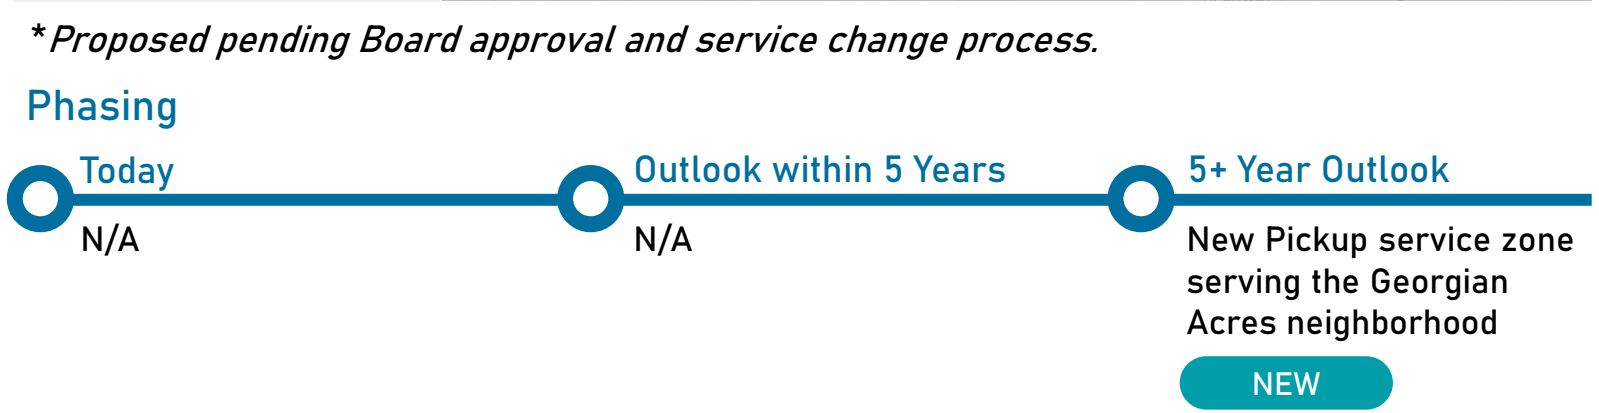 *Proposed pending Board approval and service change process.
Phasing
Today
N/A
Outlook within 5 Years
N/A
5+ Year Outlook
New Pickup service zone
serving the Georgian
Acres neighborhood
NEW